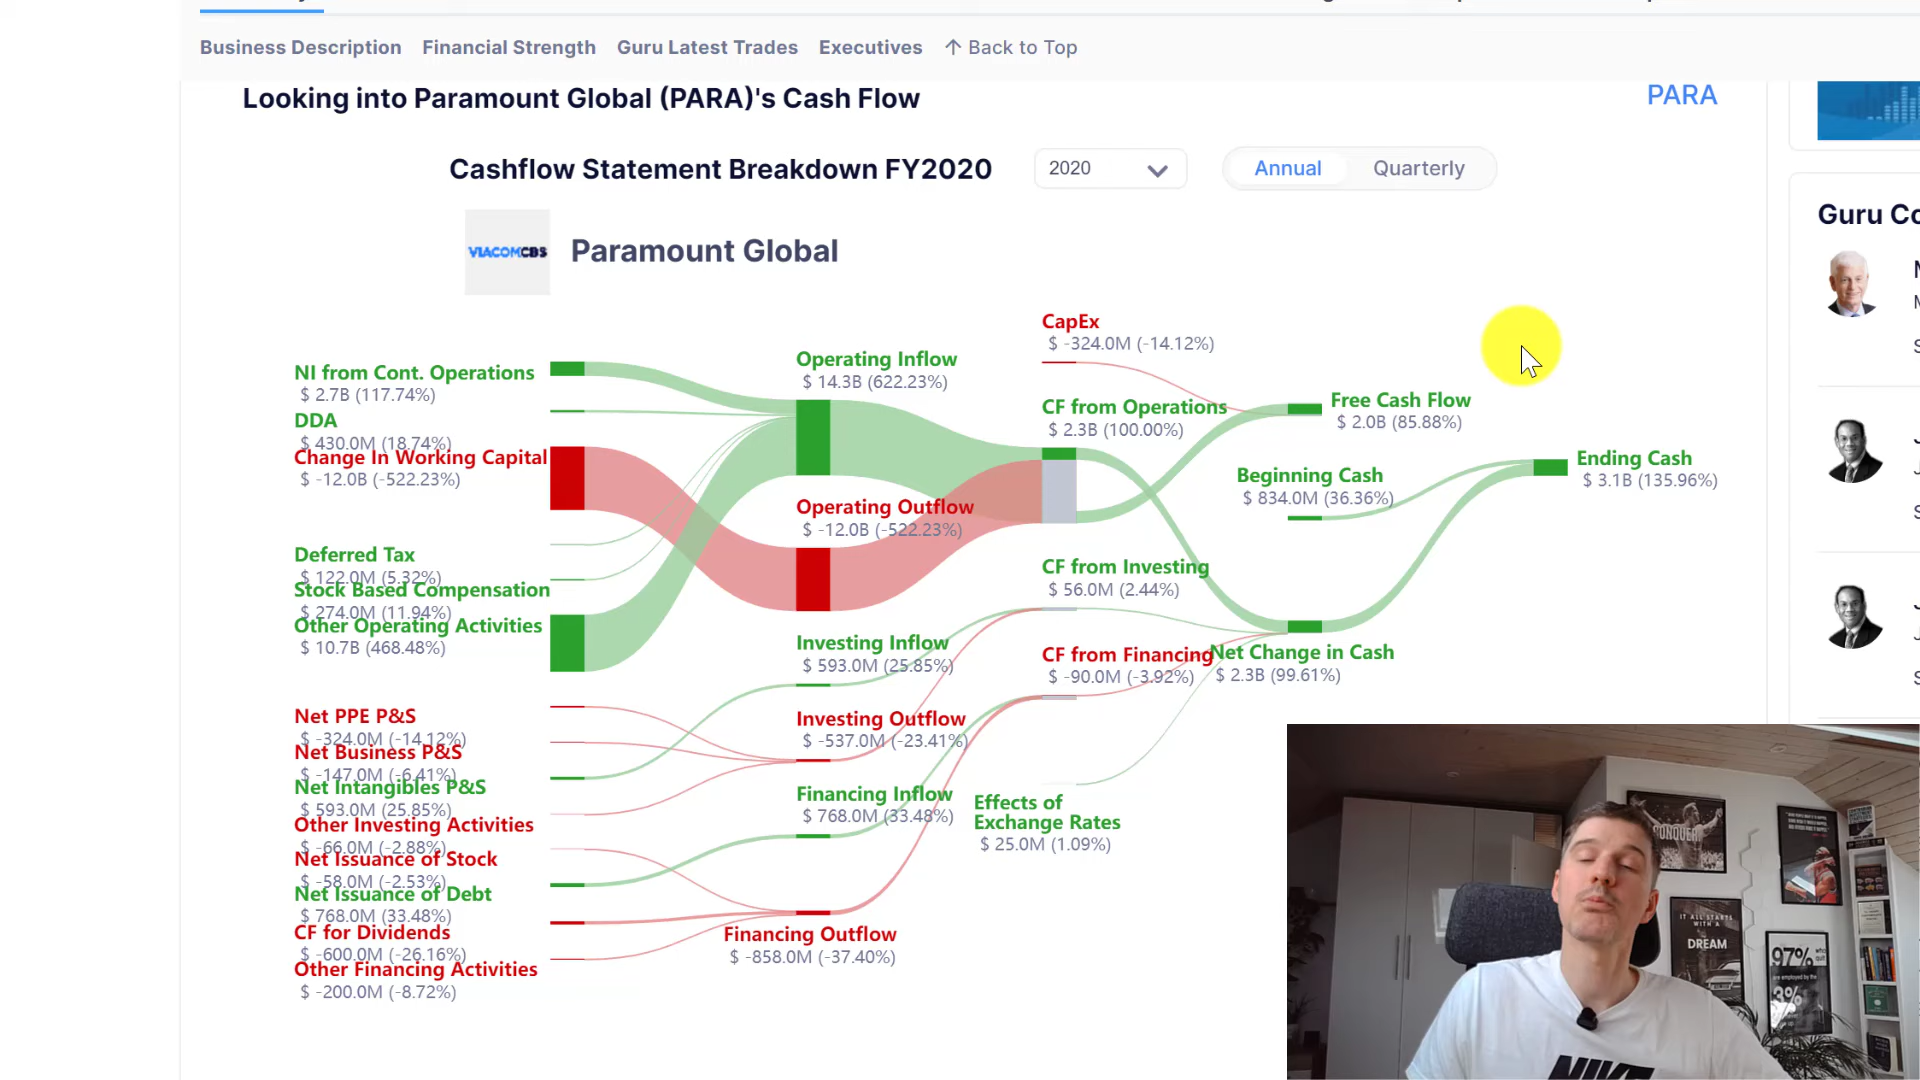 Business Description Financial Strength Guru Latest Trades Executives ↑ Back to Top
Looking into Paramount Global (PARA)'s Cash Flow
PARA
Cashflow Statement Breakdown FY2020
2020
Annual
Quarterly
VIACOMCBS
Paramount Global
NI from Cont. Operations
$ 2.7B (117.74%)
DDA
$ 430.0M (18.74%)
Change In Working Capital
$ -12.0B (-522.23%)
Deferred Tax
$ 122.0M (5.32%)
Stock Based Compensation
$ 274.0M (11.94%)
Other Operating Activities
$ 10.7B (468.48%)
Net PPE P&S
$ -324.0M (-14.12%)
Net Business P&S
$ -147.0M (-6.41%)
Net Intangibles P&S
$ 593.0M (25.85%)
Other Investing Activities
$ -66.0M (-2.88%)
Net Issuance of Stock
$ -58.0M (-2.53%)
Net Issuance of Debt
$ 768.0M (33.48%)
CF for Dividends
$ -600.0M (-26.16%)
Other Financing Activities
$ -200.0M (-8.72%)
Operating Inflow
$ 14.3B (622.23%)
Operating Outflow
$ -12.0B (-522.23%)
Investing Inflow
$ 593.0M (25.85%)
Investing Outflow
$ -537.0M (-23.41%)
Financing Inflow
$ 768.0M (33.48%)
Financing Outflow
$ -858.0M (-37.40%)
CapEx
$ -324.0M (-14.12%)
CF from Operations
$ 2.3B (100.00%)
CF from Investing
$ 56.0M (2.44%)
CF from Financing
$ -90.0M (-3.92%)
Effects of
Exchange Rates
$ 25.0M (1.09%)
Free Cash Flow
$ 2.0B (85.88%)
Beginning Cash
$ 834.0M (36.36%)
Net Change in Cash
$ 2.3B (99.61%)
Ending Cash
$ 3.1B (135.96%)
Guru Co
CONQUER
IT ALL STARTS
WITH A
DREAM
97%
3%
NIKE